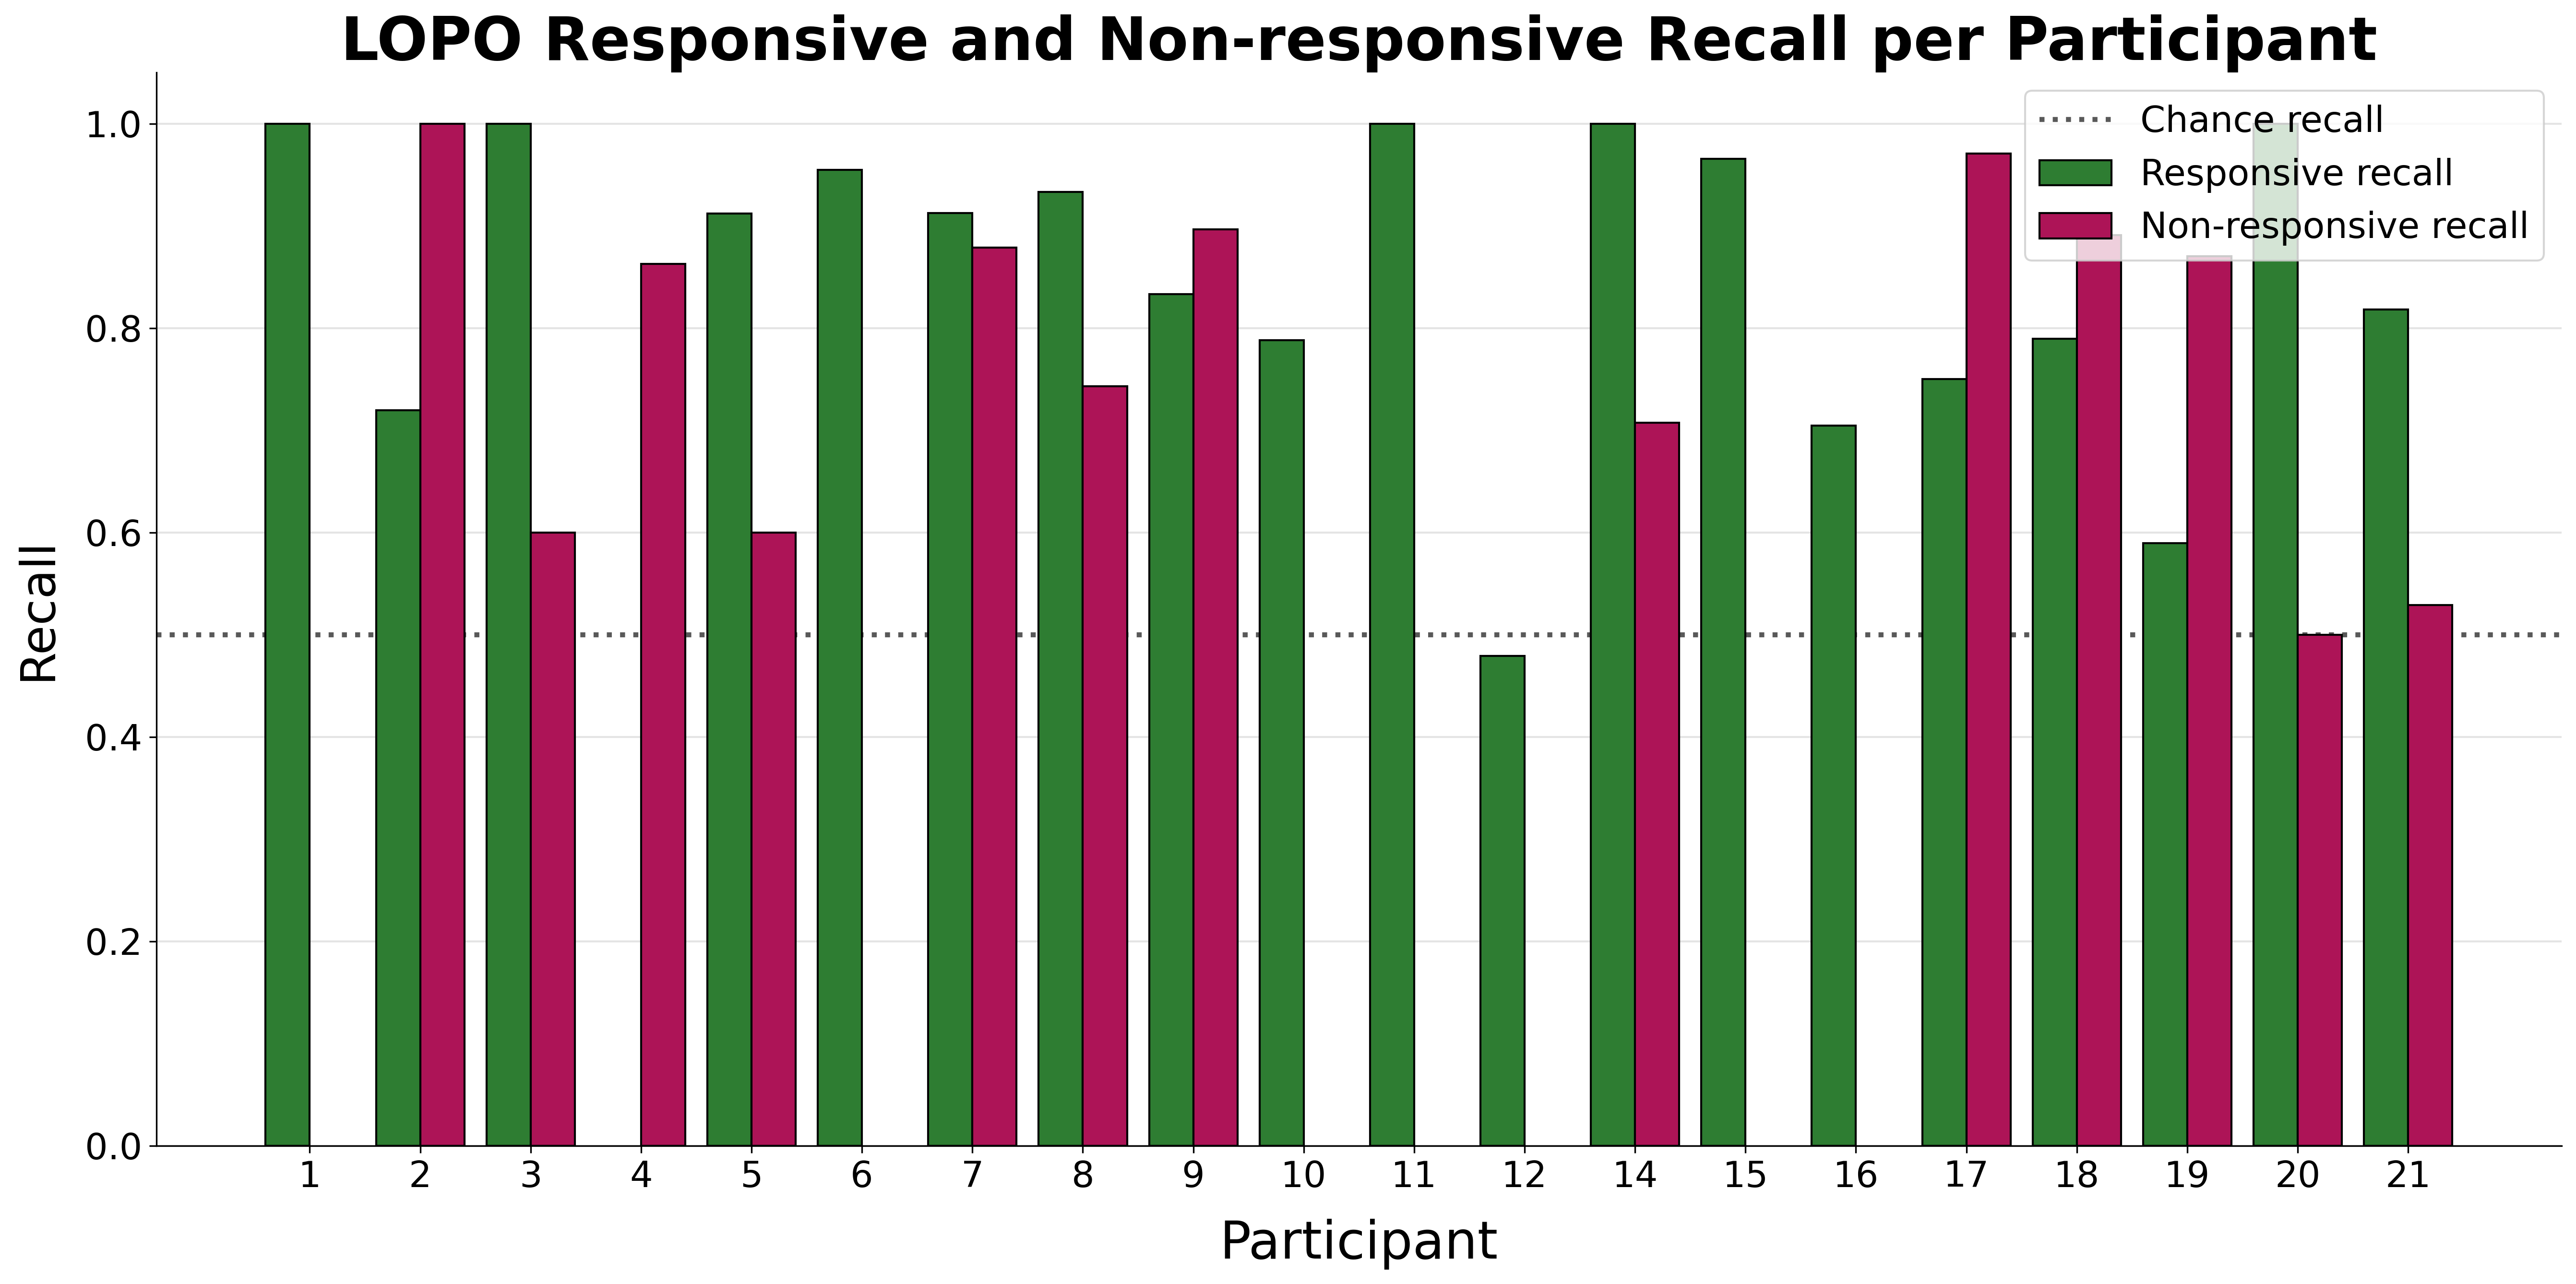 LOPO Responsive and Non-responsive Recall per Participant
Chance recall
Responsive recall
Non-responsive recall
1.0
0.8
0.6
0.4
0.2
0.0
Recall
1 2 3 4 5 6 7 8 9 10 11 12 14 15 16 17 18 19 20 21
Participant